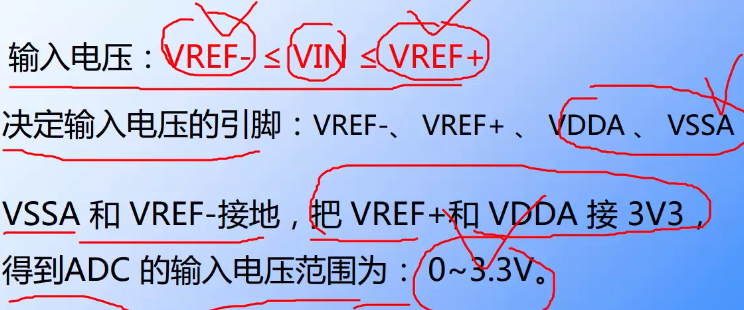 输入电压：VREF- ≤ VIN ≤ VREF+
决定输入电压的引脚：VREF-、 VREF+ 、 VDDA 、 VSSA
VSSA 和 VREF-接地，把 VREF+和 VDDA 接 3V3，
得到ADC 的输入电压范围为： 0~3.3V。